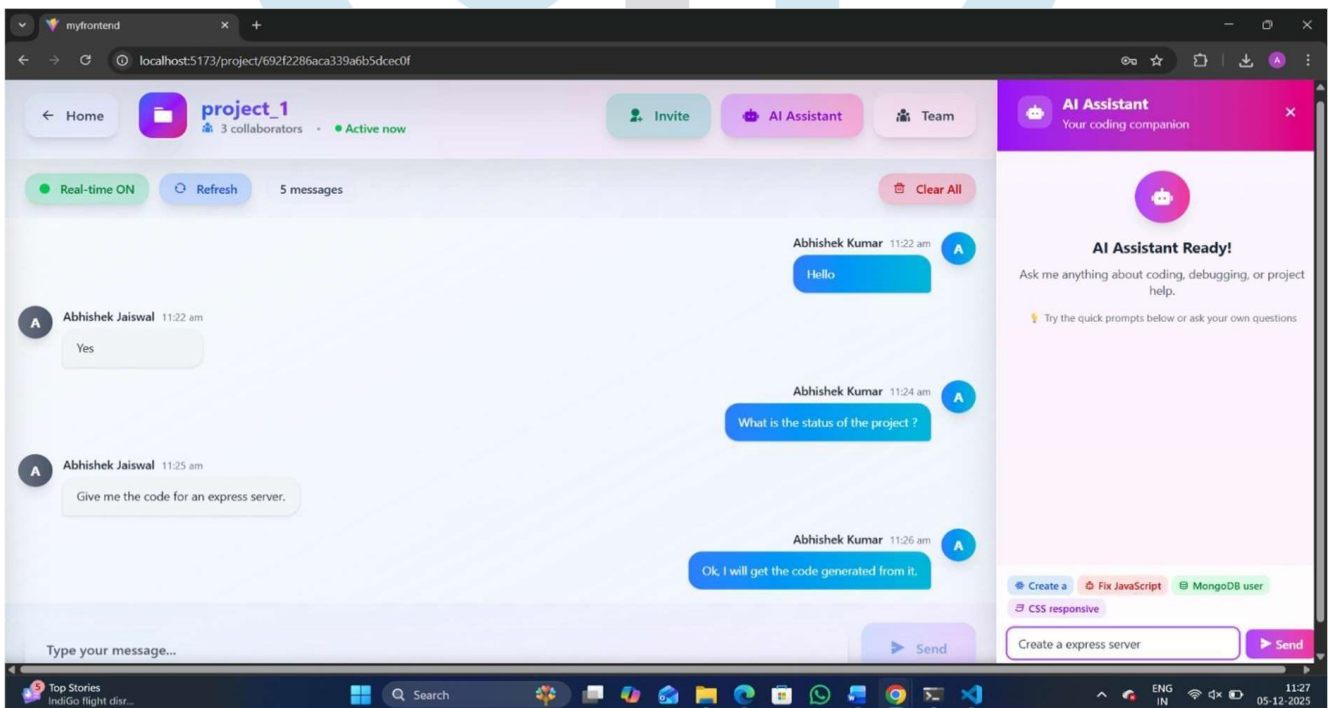 myfrontend
localhost:5173/project/692f2286aca339a6b5dcec0f
Home
project_1
3 collaborators • Active now
Invite
AI Assistant
Team
Real-time ON
Refresh
5 messages
Clear All
Abhishek Kumar 11:22 am
A
Hello
A
Abhishek Jaiswal 11:22 am
Yes
Abhishek Kumar 11:24 am
A
What is the status of the project ?
A
Abhishek Jaiswal 11:25 am
Give me the code for an express server.
Abhishek Kumar 11:26 am
A
Ok, I will get the code generated from it.
Type your message...
Send
AI Assistant
Your coding companion
AI Assistant Ready!
Ask me anything about coding, debugging, or project
help.
Try the quick prompts below or ask your own questions
Create a
Fix JavaScript
MongoDB user
CSS responsive
Create a express server
Send
5
Top Stories
IndiGo flight disr...
Search
ENG
IN
11:27
05-12-2025